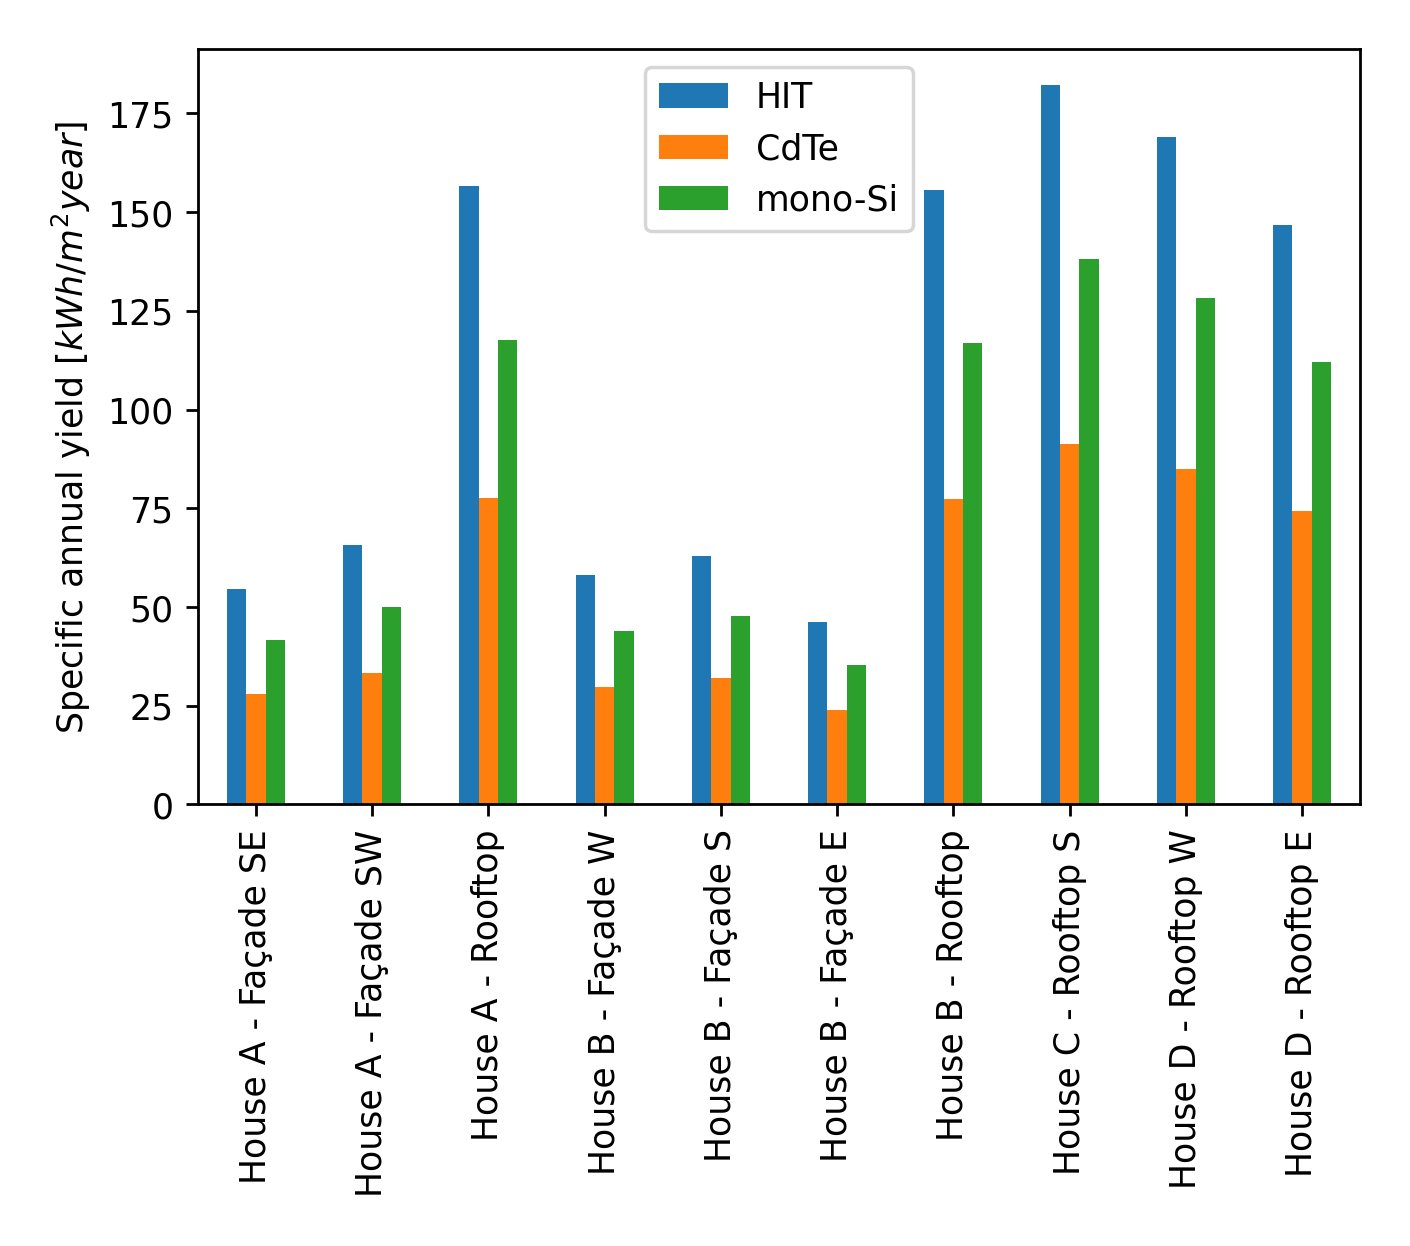 Specific annual yield [kWh/m²year]
175
150
125
100
75
50
25
0
HIT
CdTe
mono-Si
House A - Façade SE
House A - Façade SW
House A - Rooftop
House B - Façade W
House B - Façade S
House B - Façade E
House B - Rooftop
House C - Rooftop S
House D - Rooftop W
House D - Rooftop E